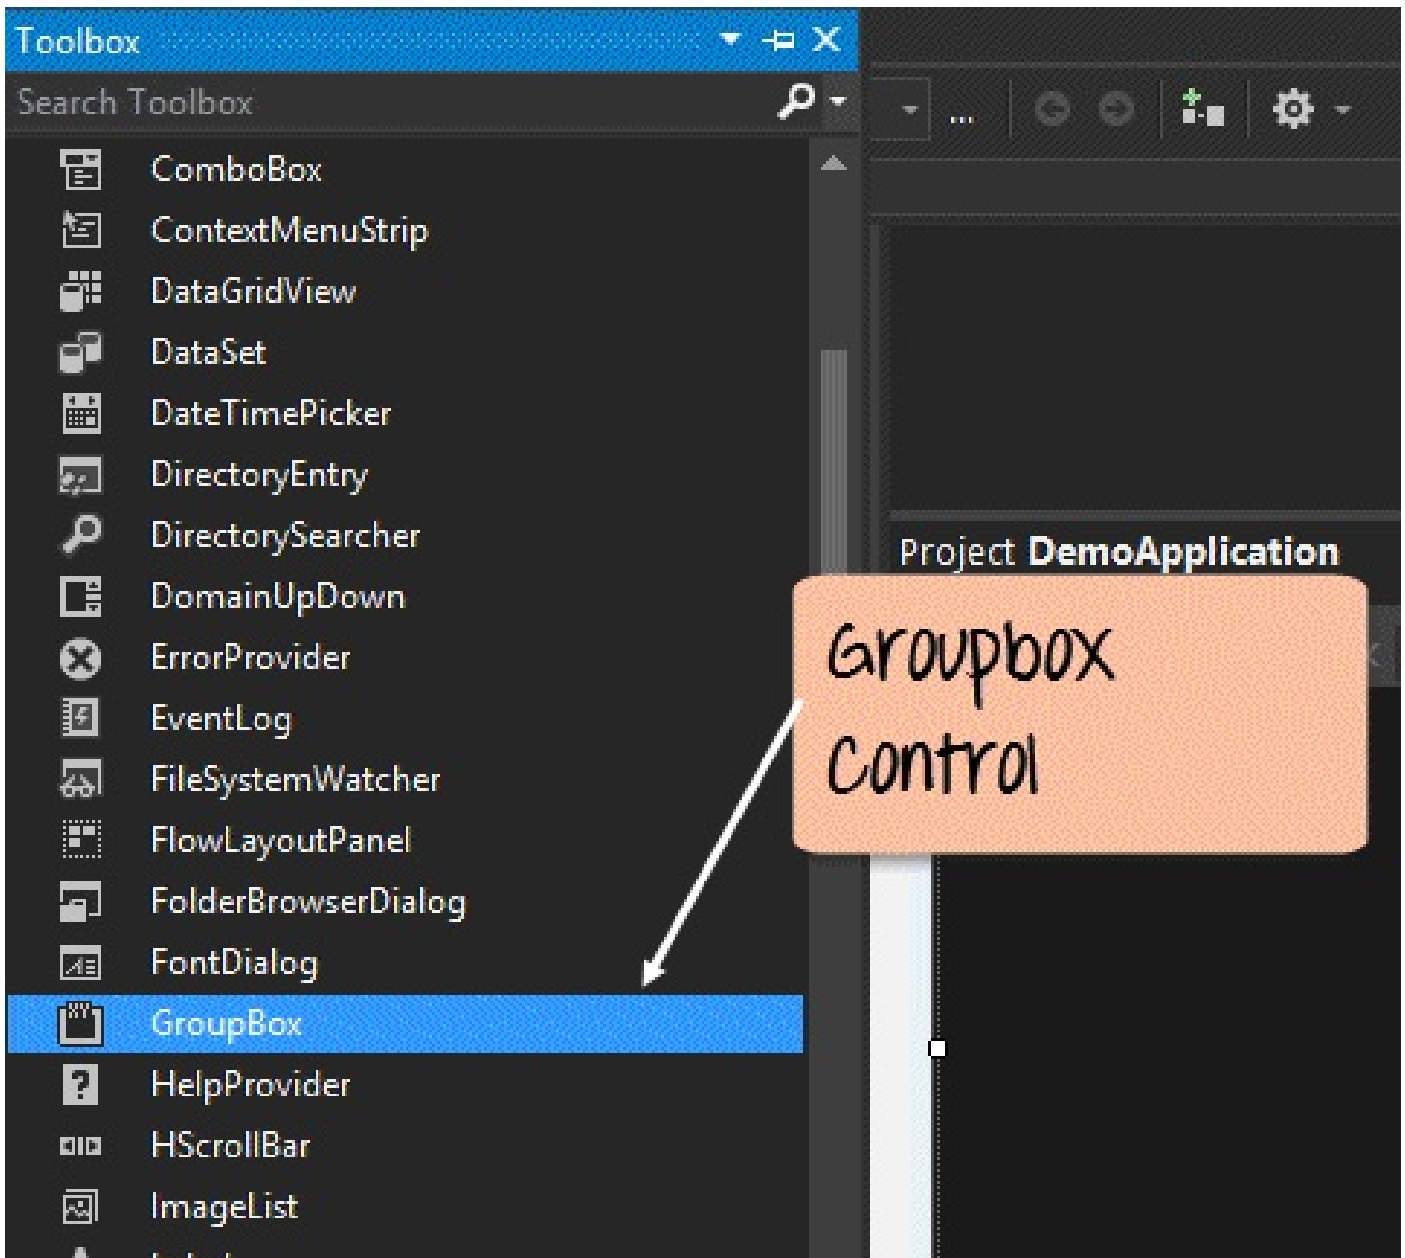 Toolbox
Search Toolbox
...
ComboBox
ContextMenuStrip
DataGridView
DataSet
DateTimePicker
DirectoryEntry
DirectorySearcher
Project DemoApplication
DomainUpDown
ErrorProvider
Groupbox
Control
EventLog
FileSystemWatcher
FlowLayoutPanel
FolderBrowserDialog
FontDialog
GroupBox
HelpProvider
HScrollBar
ImageList